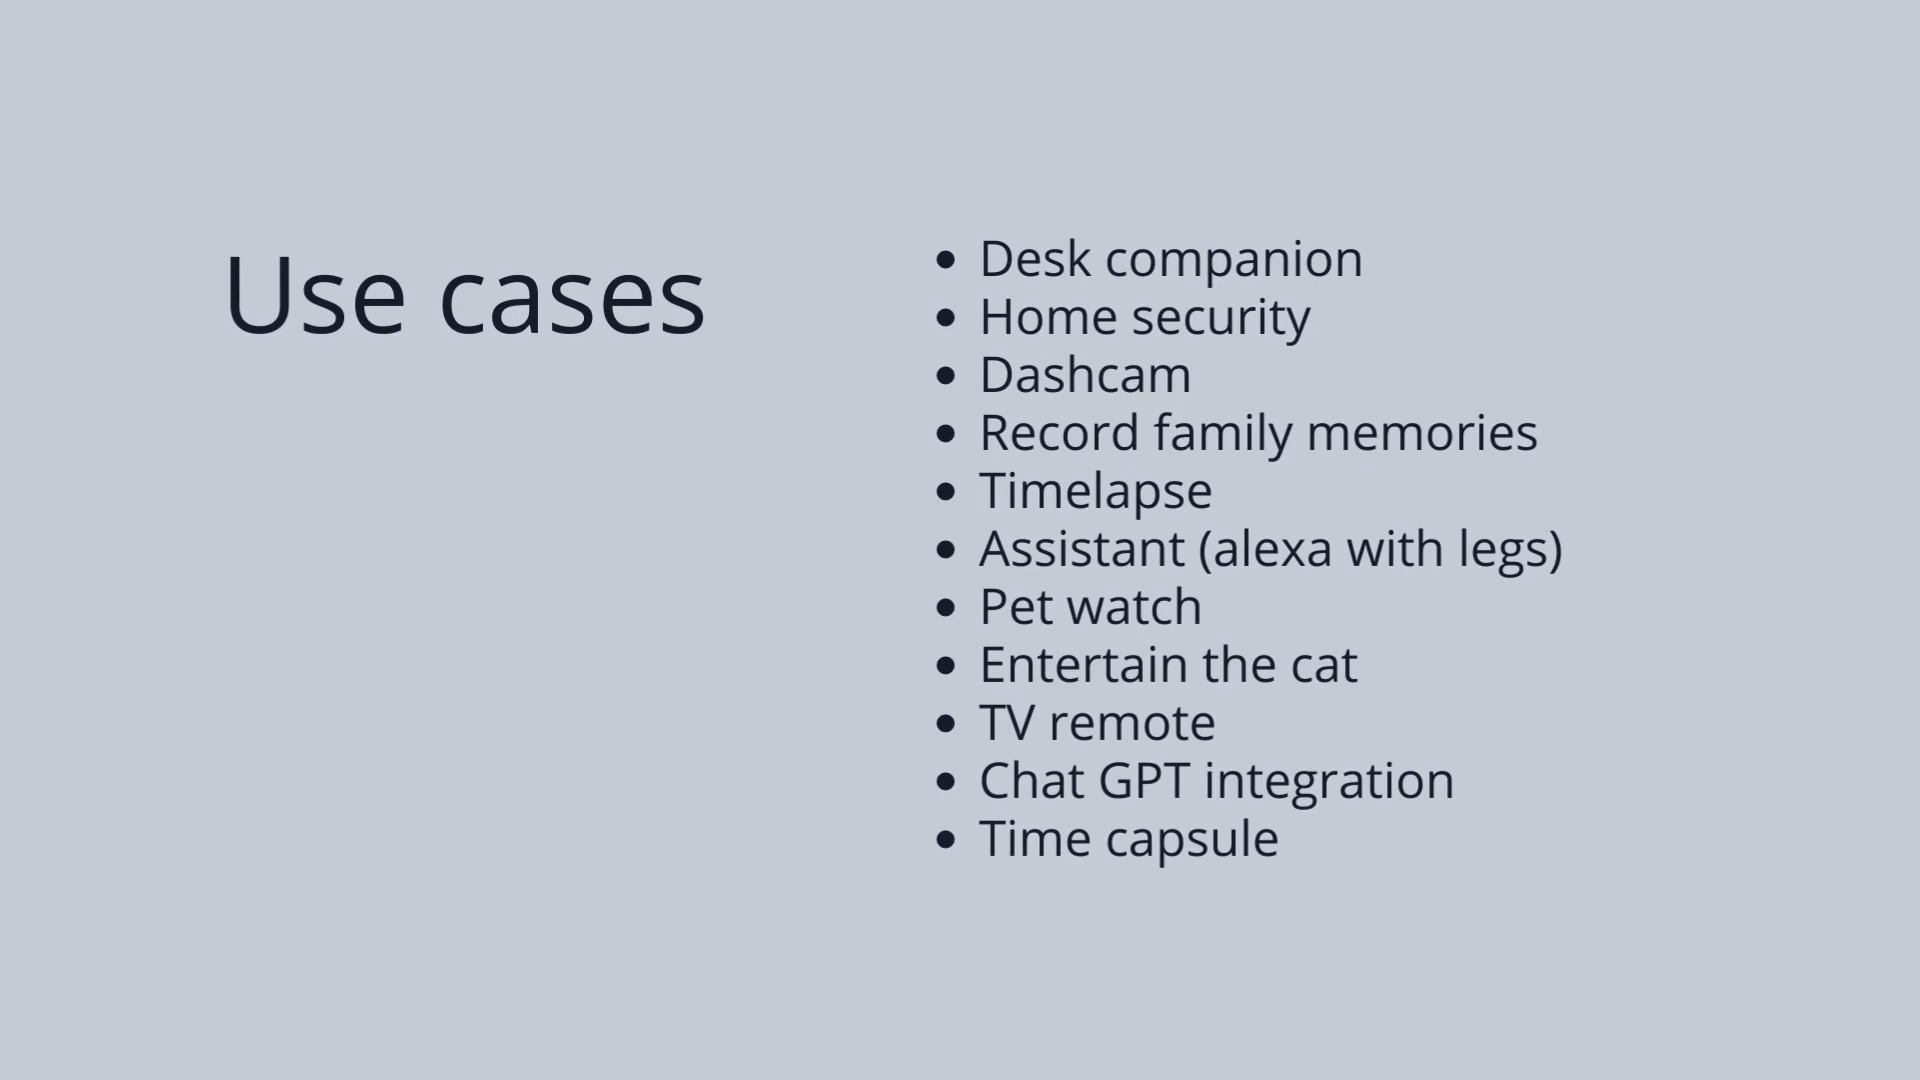 Use cases
• Desk companion
• Home security
• Dashcam
• Record family memories
• Timelapse
• Assistant (alexa with legs)
• Pet watch
• Entertain the cat
• TV remote
• Chat GPT integration
• Time capsule